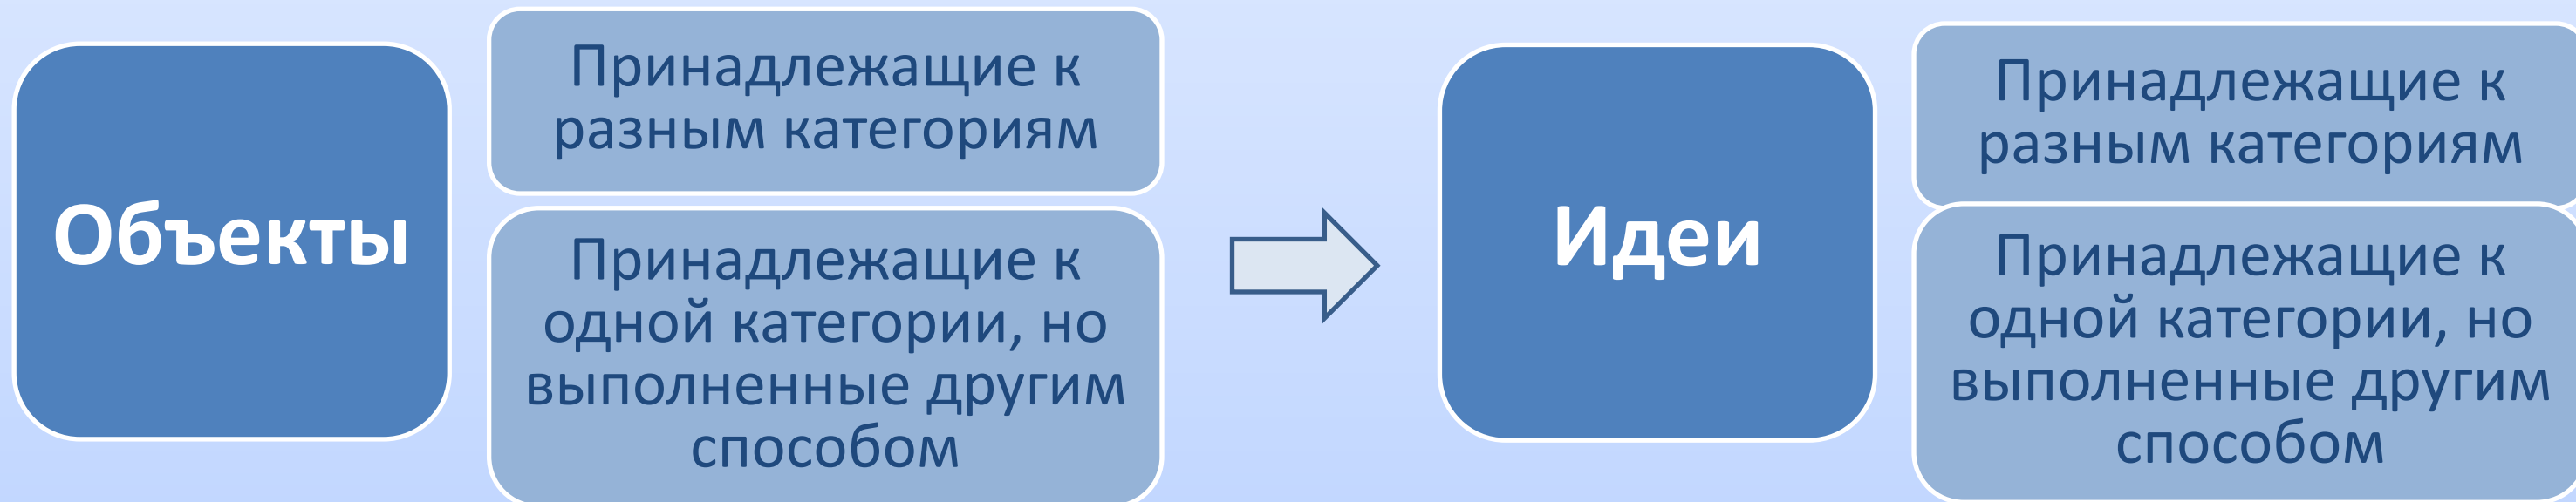 Объекты
Принадлежащие к
разным категориям
Принадлежащие к
одной категории, но
выполненные другим
способом
Идеи
Принадлежащие к
разным категориям
Принадлежащие к
одной категории, но
выполненные другим
способом